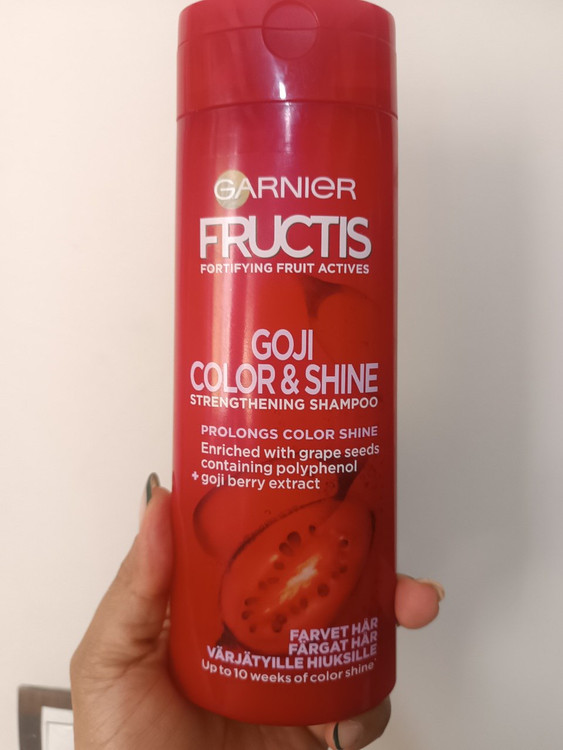 GARNIER
FRUCTIS
FORTIFYING FRUIT ACTIVES
GOJI
COLOR & SHINE
STRENGTHENING SHAMPOO
PROLONGS COLOR SHINE
Enriched with grape seeds
containing polyphenol
+ goji berry extract
FARVET HÅR
FÄRGAT HÅR
VÄRJÄTYILLE HIUKSILLE
Up to 10 weeks of color shine*